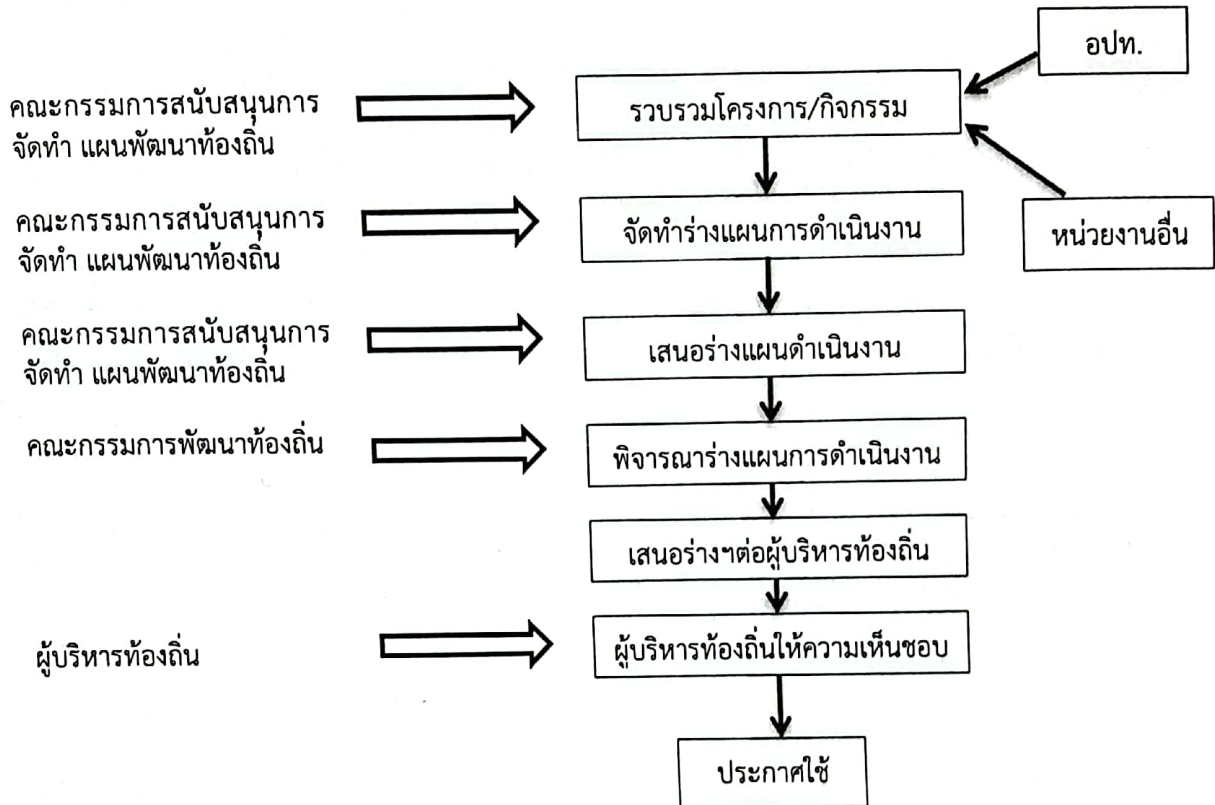 อปท.
คณะกรรมการสนับสนุนการ
จัดทำ แผนพัฒนาท้องถิ่น
รวบรวมโครงการ/กิจกรรม
คณะกรรมการสนับสนุนการ
จัดทำ แผนพัฒนาท้องถิ่น
จัดทำร่างแผนการดำเนินงาน
หน่วยงานอื่น
คณะกรรมการสนับสนุนการ
จัดทำ แผนพัฒนาท้องถิ่น
เสนอร่างแผนดำเนินงาน
คณะกรรมการพัฒนาท้องถิ่น
พิจารณาร่างแผนการดำเนินงาน
เสนอร่างฯต่อผู้บริหารท้องถิ่น
ผู้บริหารท้องถิ่น
ผู้บริหารท้องถิ่นให้ความเห็นชอบ
ประกาศใช้